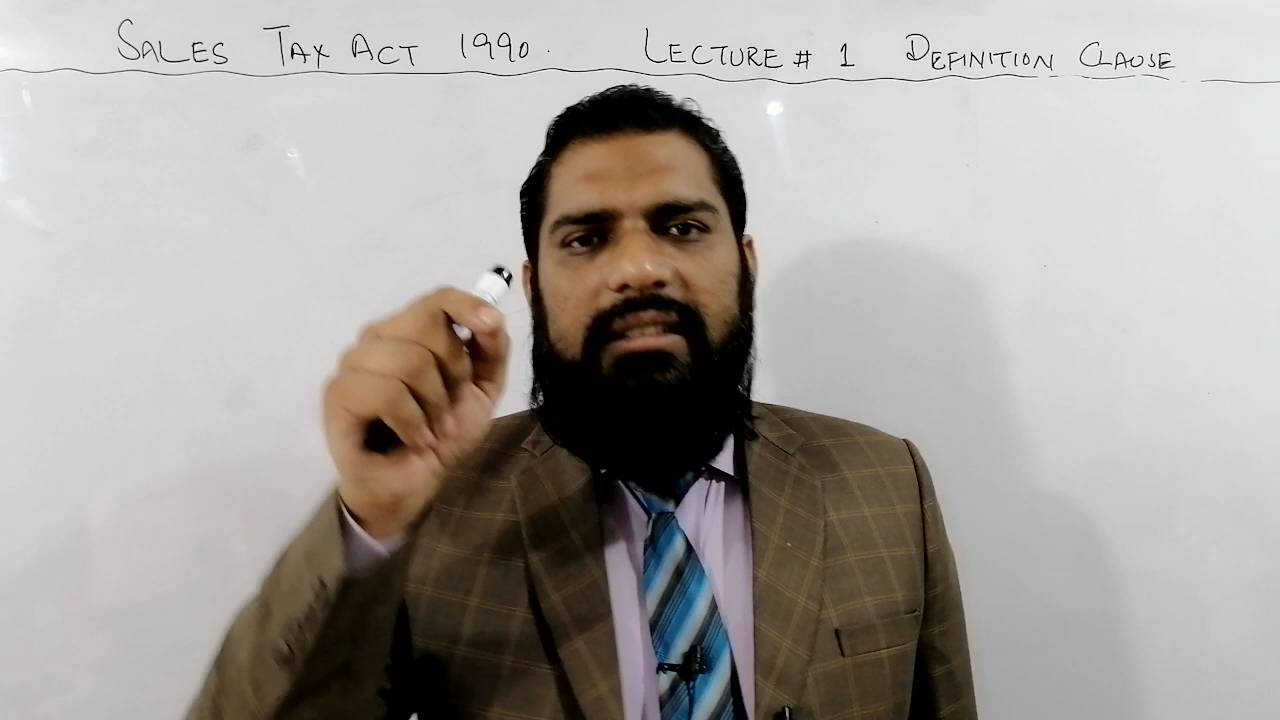 SALES TAX ACT 1990. LECTURE # 1 DEFINITION CLAUSE